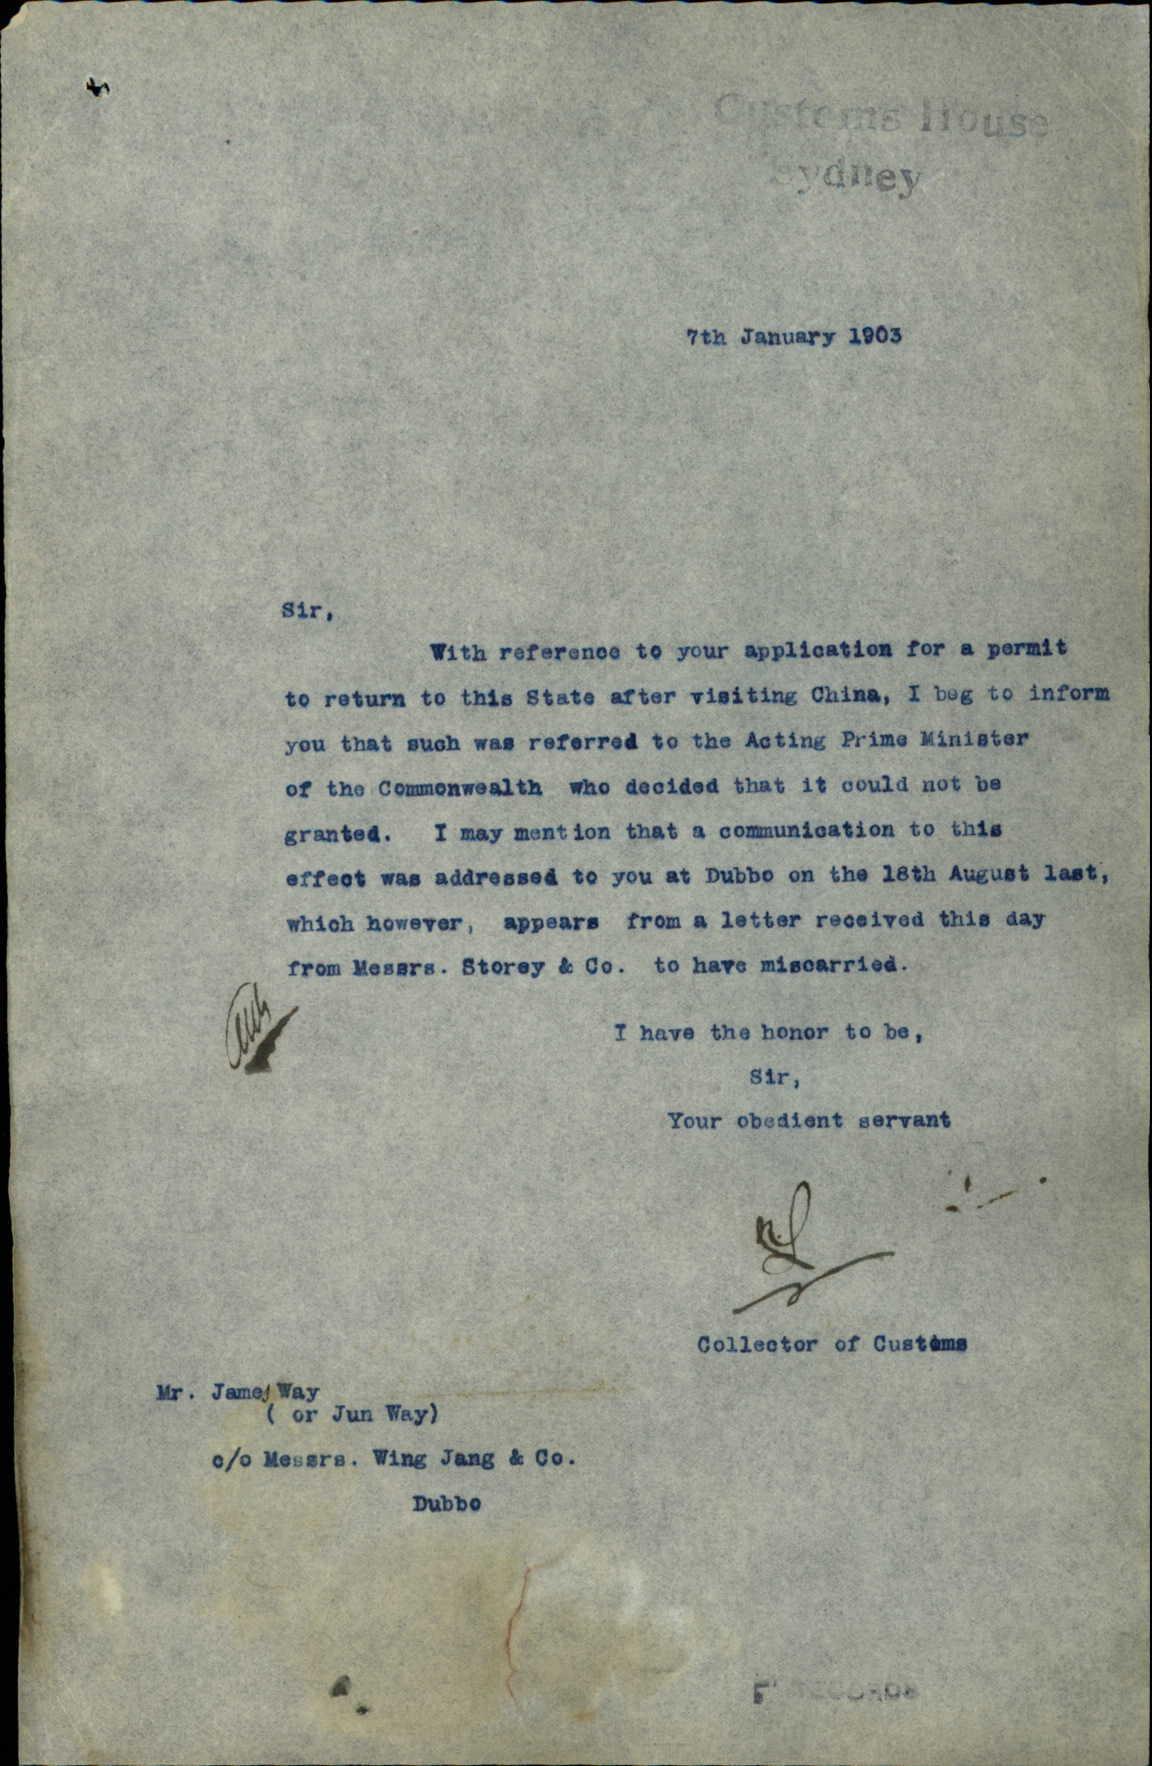 Customs House
Sydney
7th January 1903
Sir,
With reference to your application for a permit
to return to this State after visiting China, I beg to inform
you that such was referred to the Acting Prime Minister
of the Commonwealth who decided that it could not be
granted. I may mention that a communication to this
effect was addressed to you at Dubbo on the 18th August last,
which however, appears from a letter received this day
from Messrs. Storey & Co. to have miscarried.
I have the honor to be,
Sir,
Your obedient servant
Collector of Customs
Mr. James Way
( or Jun Way)
c/o Messrs. Wing Jang & Co.
Dubbo